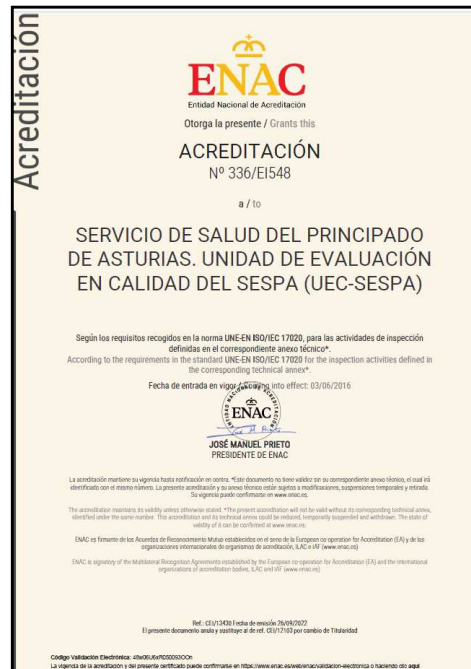 Acreditación
ENAC
Entidad Nacional de Acreditación
Otorga la presente / Grants this
ACREDITACIÓN
Nº 336/EI548
a / to
SERVICIO DE SALUD DEL PRINCIPADO
DE ASTURIAS. UNIDAD DE EVALUACIÓN
EN CALIDAD DEL SESPA (UEC-SESPA)
Según los requisitos recogidos en la norma UNE-EN ISO/IEC 17020, para las actividades de inspección
definidas en el correspondiente anexo técnico*.
According to the requirements in the standard UNE-EN ISO/IEC 17020 for the inspection activities defined in
the corresponding technical annex*.
Fecha de entrada en vigor / Coming into effect: 03/06/2016
ENAC
JOSÉ MANUEL PRIETO
PRESIDENTE DE ENAC
La acreditación mantiene su vigencia hasta notificación en contra. *Este documento no tiene validez sin su correspondiente anexo técnico, el cual irá
identificado con el mismo número. La presente acreditación y su anexo técnico están sujetos a modificaciones, suspensiones temporales y retirada.
Su vigencia puede confirmarse en www.enac.es.
The accreditation maintains its validity unless otherwise stated. *The present accreditation will not be valid without its corresponding technical annex,
identified under the same number. This accreditation and its technical annex could be reduced, temporarily suspended and withdrawn. The state of
validity of it can be confirmed at www.enac.es.
ENAC es firmante de los Acuerdos de Reconocimiento Mutuo establecidos en el seno de la European co-operation for Accreditation (EA) y de las
organizaciones internacionales de organismos de acreditación, ILAC e IAF (www.enac.es)
ENAC is signatory of the Multilateral Recognition Agreements established by the European co-operation for Accreditation (EA) and the international
organizations of accreditation bodies, ILAC and IAF (www.enac.es)
Ref.: CEI/13430 Fecha de emisión 26/09/2022
El presente documento anula y sustituye al de ref. CEI/12103 por cambio de Titularidad
Código Validación Electrónica:
La vigencia de la acreditación y del presente certificado puede confirmarse en https://www.enac.es/web/enac/validacion-electronica o haciendo clic aquí